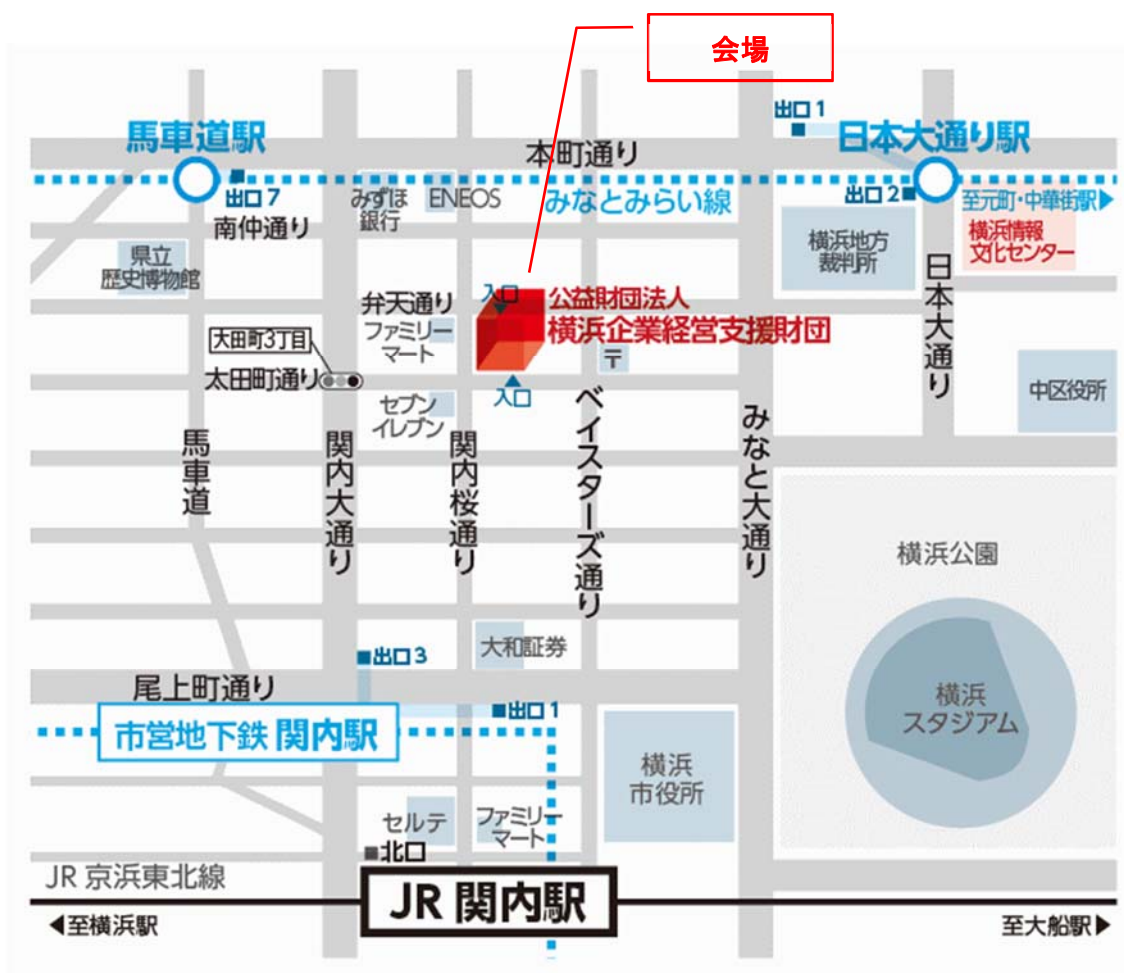 会場
出口1
馬車道駅
日本大通り駅
本町通り
出口7
みずほ
銀行
ENEOS
みなとみらい線
出口2
至元町・中華街駅▶
南仲通り
横浜地方
裁判所
横浜情報
文化センター
県立
歴史博物館
日本大通り
弁天通り
入口
公益財団法人
横浜企業経営支援財団
ファミリー
マート
〒
大田町3丁目
太田町通り
入口
中区役所
セブン
イレブン
馬車道
関内大通り
関内桜通り
ベイスターズ通り
みなと大通り
横浜公園
出口3
大和証券
尾上町通り
横浜
スタジアム
出口1
市営地下鉄 関内駅
横浜
市役所
セルテ
ファミリー
マート
北口
JR 京浜東北線
JR 関内駅
◀至横浜駅
至大船駅▶